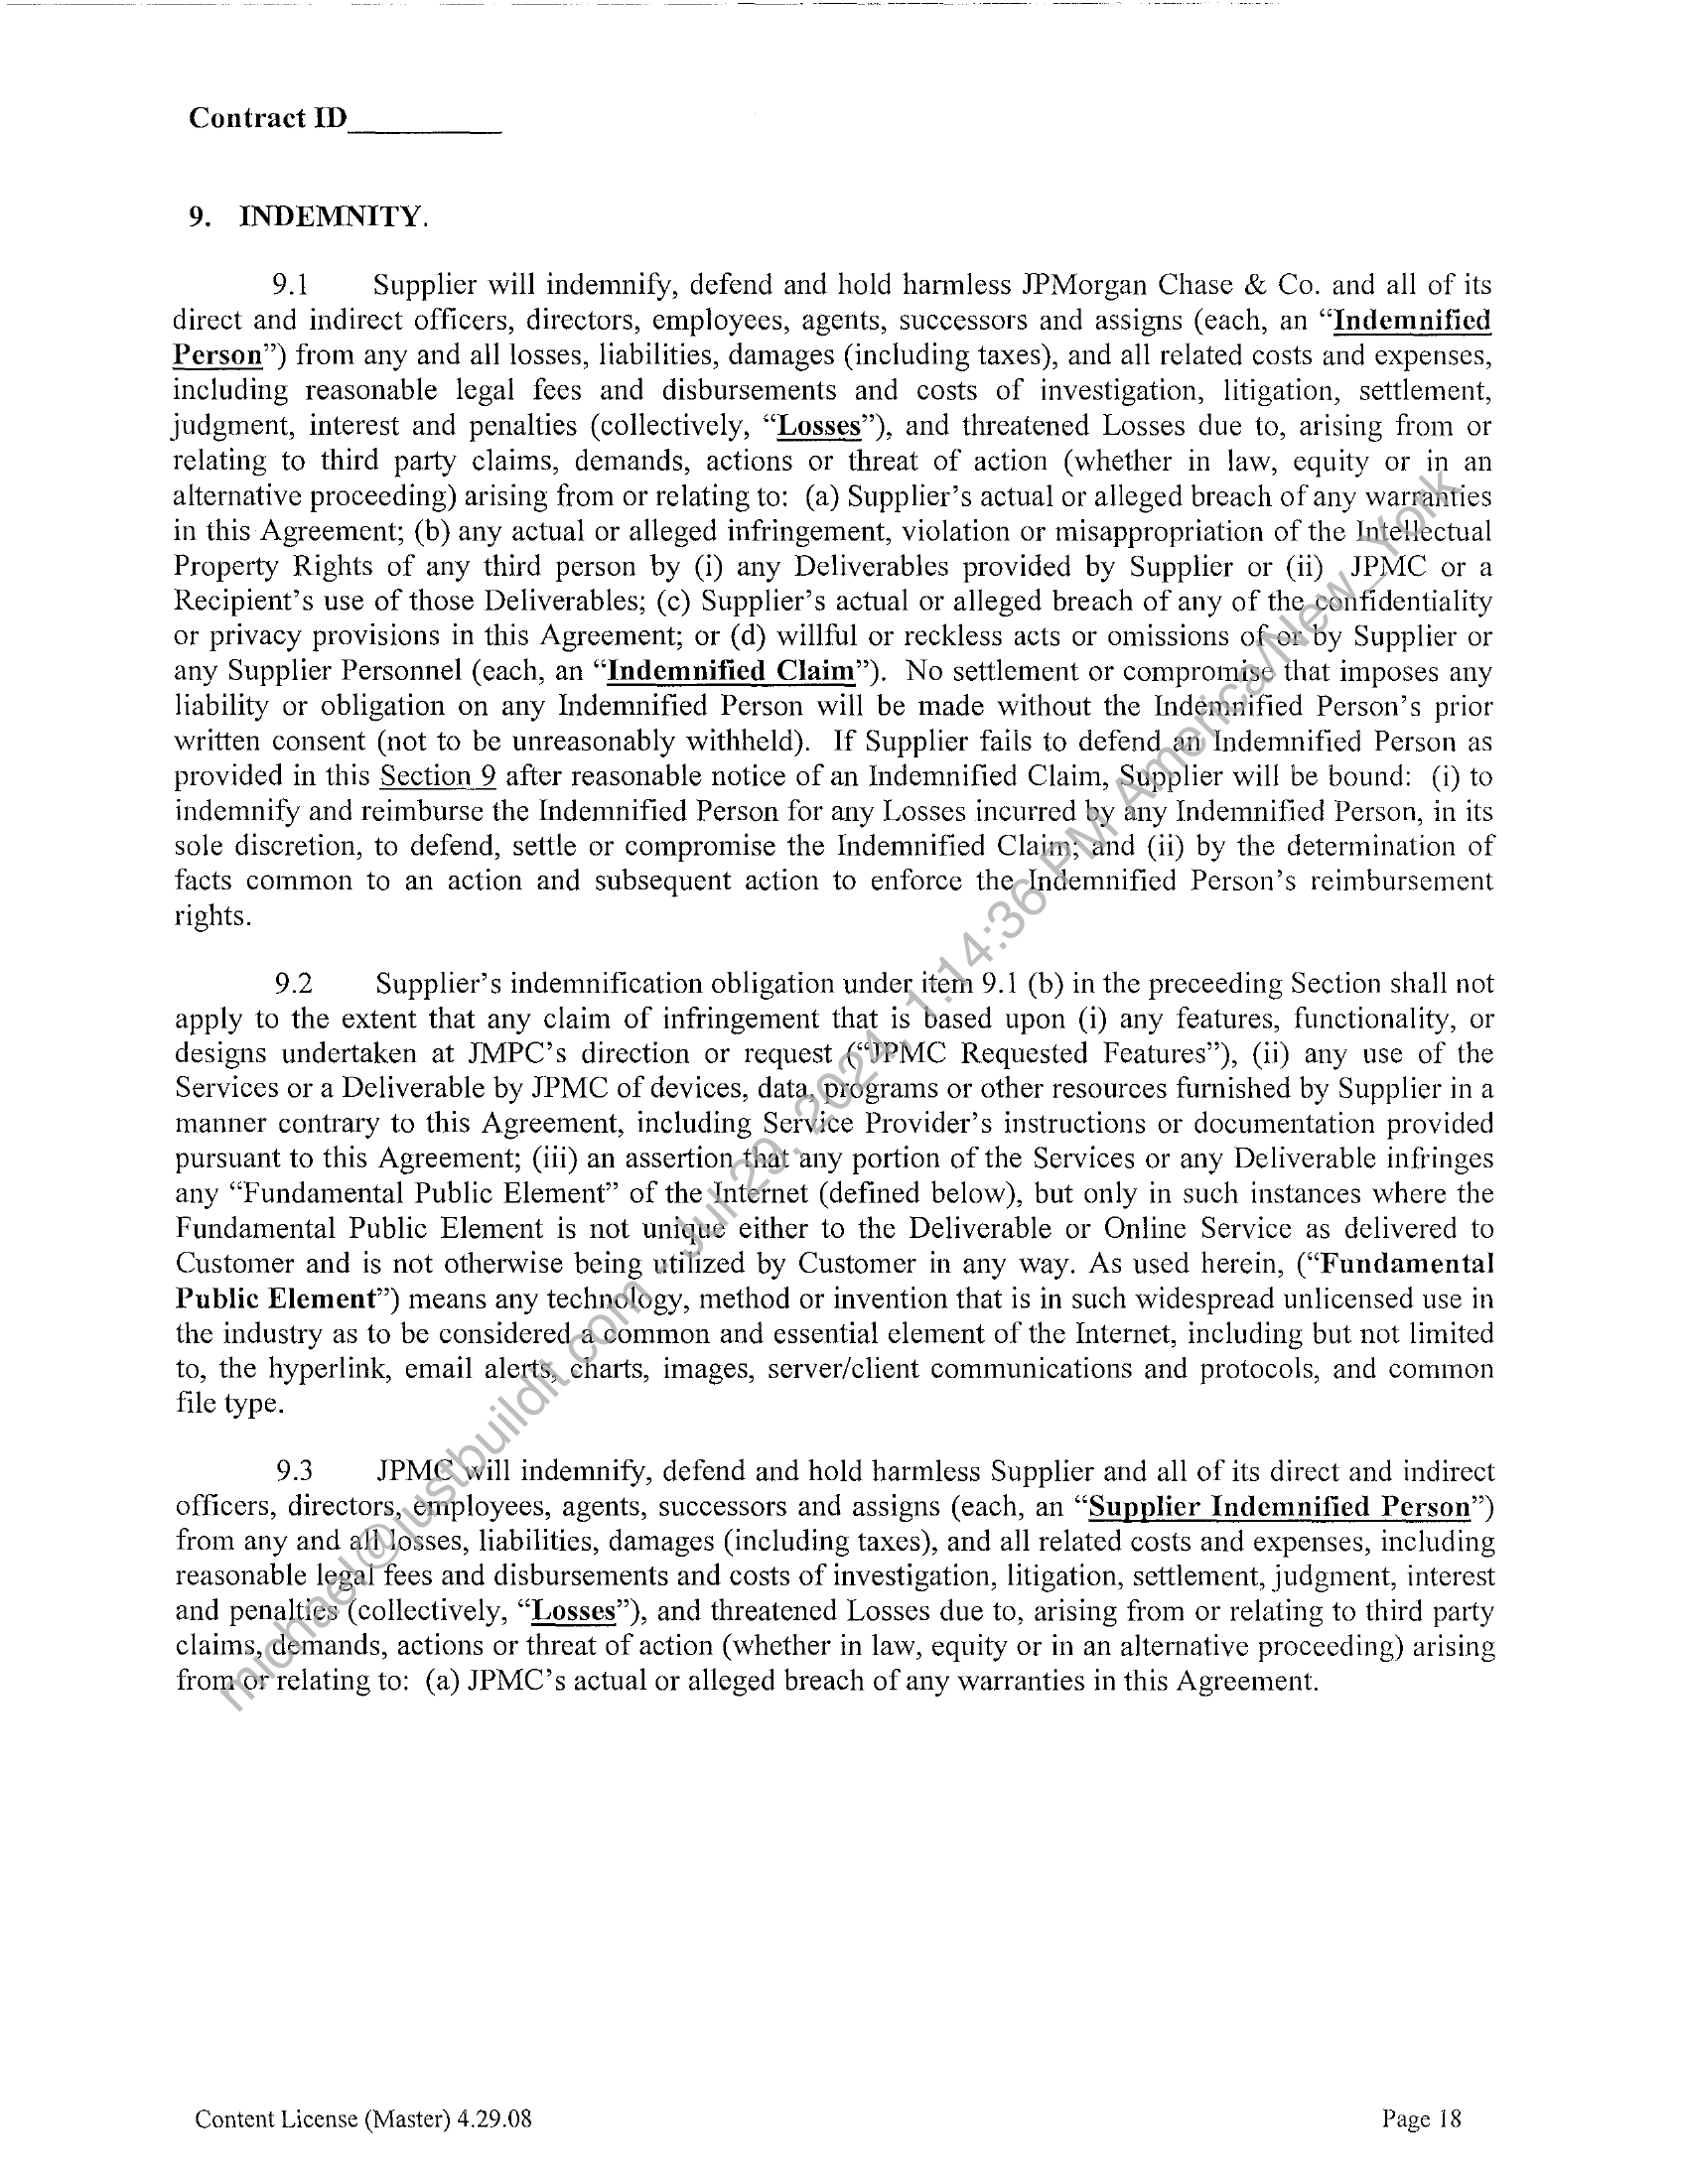 Contract ID__________
9. INDEMNITY.
9.1 Supplier will indemnify, defend and hold harmless JPMorgan Chase & Co. and all of its
direct and indirect officers, directors, employees, agents, successors and assigns (each, an “Indemnified
Person”) from any and all losses, liabilities, damages (including taxes), and all related costs and expenses,
including reasonable legal fees and disbursements and costs of investigation, litigation, settlement,
judgment, interest and penalties (collectively, “Losses”), and threatened Losses due to, arising from or
relating to third party claims, demands, actions or threat of action (whether in law, equity or in an
alternative proceeding) arising from or relating to: (a) Supplier’s actual or alleged breach of any warranties
in this Agreement; (b) any actual or alleged infringement, violation or misappropriation of the Intellectual
Property Rights of any third person by (i) any Deliverables provided by Supplier or (ii) JPMC or a
Recipient’s use of those Deliverables; (c) Supplier’s actual or alleged breach of any of the confidentiality
or privacy provisions in this Agreement; or (d) willful or reckless acts or omissions of or by Supplier or
any Supplier Personnel (each, an “Indemnified Claim”). No settlement or compromise that imposes any
liability or obligation on any Indemnified Person will be made without the Indemnified Person’s prior
written consent (not to be unreasonably withheld). If Supplier fails to defend an Indemnified Person as
provided in this Section 9 after reasonable notice of an Indemnified Claim, Supplier will be bound: (i) to
indemnify and reimburse the Indemnified Person for any Losses incurred by any Indemnified Person, in its
sole discretion, to defend, settle or compromise the Indemnified Claim; and (ii) by the determination of
facts common to an action and subsequent action to enforce the Indemnified Person’s reimbursement
rights.
9.2 Supplier’s indemnification obligation under item 9.1 (b) in the preceeding Section shall not
apply to the extent that any claim of infringement that is based upon (i) any features, functionality, or
designs undertaken at JMPC’s direction or request (“JPMC Requested Features”), (ii) any use of the
Services or a Deliverable by JPMC of devices, data, programs or other resources furnished by Supplier in a
manner contrary to this Agreement, including Service Provider’s instructions or documentation provided
pursuant to this Agreement; (iii) an assertion that any portion of the Services or any Deliverable infringes
any “Fundamental Public Element” of the Internet (defined below), but only in such instances where the
Fundamental Public Element is not unique either to the Deliverable or Online Service as delivered to
Customer and is not otherwise being utilized by Customer in any way. As used herein, (“Fundamental
Public Element”) means any technology, method or invention that is in such widespread unlicensed use in
the industry as to be considered a common and essential element of the Internet, including but not limited
to, the hyperlink, email alerts, charts, images, server/client communications and protocols, and common
file type.
9.3 JPMC will indemnify, defend and hold harmless Supplier and all of its direct and indirect
officers, directors, employees, agents, successors and assigns (each, an “Supplier Indemnified Person”)
from any and all losses, liabilities, damages (including taxes), and all related costs and expenses, including
reasonable legal fees and disbursements and costs of investigation, litigation, settlement, judgment, interest
and penalties (collectively, “Losses”), and threatened Losses due to, arising from or relating to third party
claims, demands, actions or threat of action (whether in law, equity or in an alternative proceeding) arising
from or relating to: (a) JPMC’s actual or alleged breach of any warranties in this Agreement.
michael@justbuildit.com - Jul 29, 2024, 1:14:36 PM America/New_York
Content License (Master) 4.29.08
Page 18